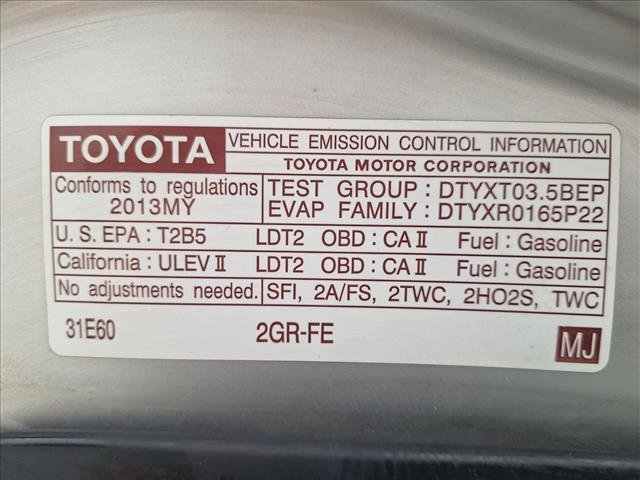 TOYOTA VEHICLE EMISSION CONTROL INFORMATION
TOYOTA MOTOR CORPORATION
Conforms to regulations
2013MY
TEST GROUP : DTYXT03.5BEP
EVAP FAMILY : DTYXR0165P22
U. S. EPA : T2B5 LDT2 OBD : CA II Fuel : Gasoline
California : ULEV II LDT2 OBD : CA II Fuel : Gasoline
No adjustments needed. SFI, 2A/FS, 2TWC, 2HO2S, TWC
31E60 2GR-FE MJ